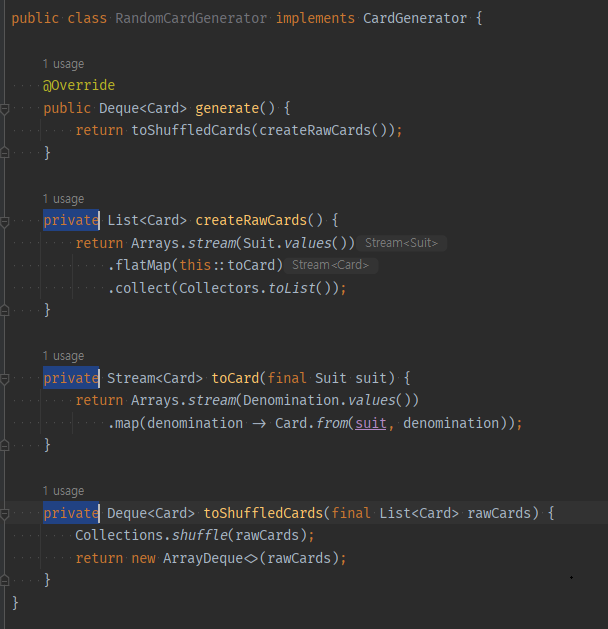 public class RandomCardGenerator implements CardGenerator {
1 usage
@Override
public Deque<Card> generate() {
return toShuffledCards(createRawCards());
}
1 usage
private List<Card> createRawCards() {
return Arrays.stream(Suit.values()) Stream<Suit>
.flatMap(this::toCard) Stream<Card>
.collect(Collectors.toList());
}
1 usage
private Stream<Card> toCard(final Suit suit) {
return Arrays.stream(Denomination.values())
.map(denomination -> Card.from(suit, denomination));
}
1 usage
private Deque<Card> toShuffledCards(final List<Card> rawCards) {
Collections.shuffle(rawCards);
return new ArrayDeque<>(rawCards);
}
}